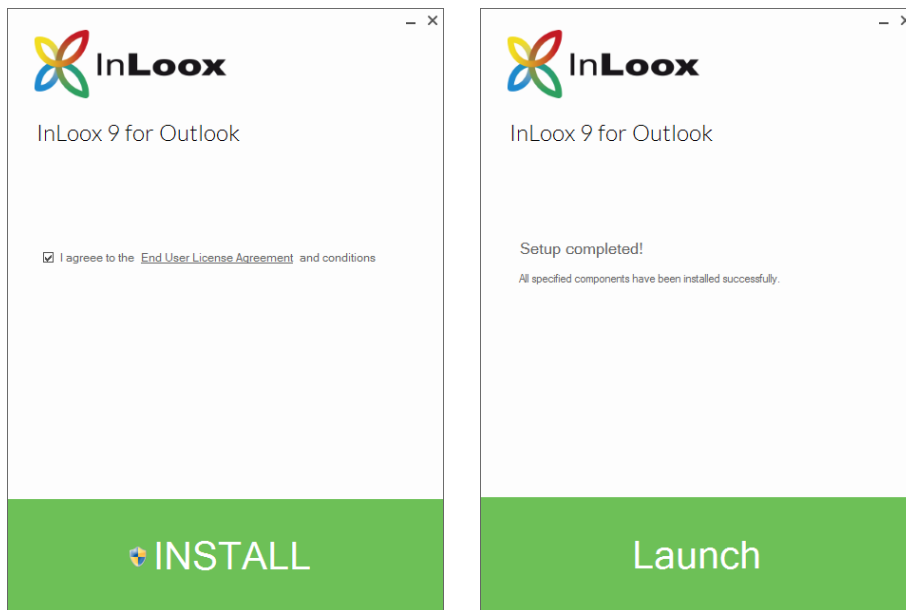 InLoox
InLoox 9 for Outlook
I agreee to the End User License Agreement and conditions
INSTALL
InLoox
InLoox 9 for Outlook
Setup completed!
All specified components have been installed successfully.
Launch